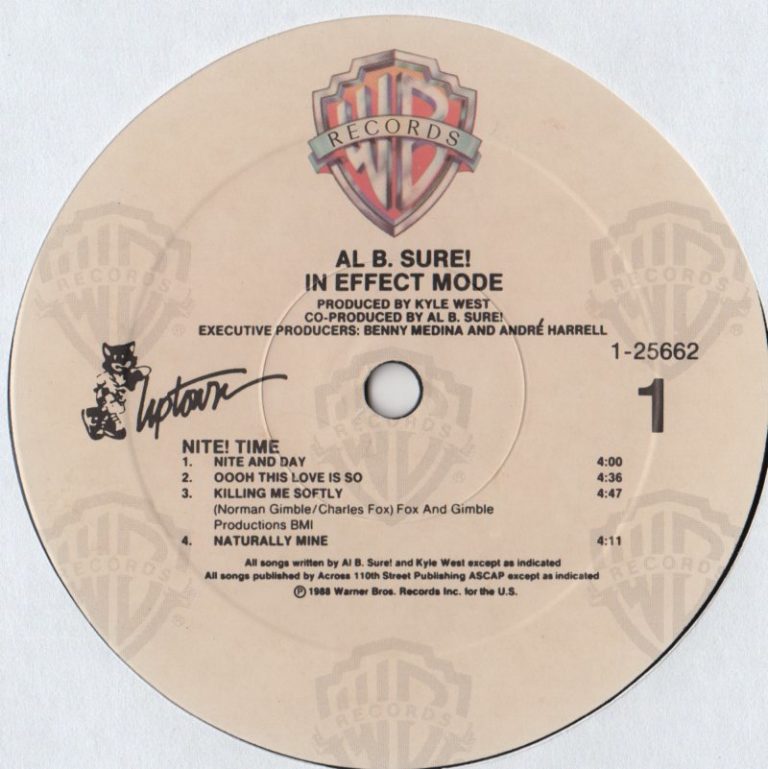 WB
RECORDS
AL B. SURE!
IN EFFECT MODE
PRODUCED BY KYLE WEST
CO-PRODUCED BY AL B. SURE!
EXECUTIVE PRODUCERS: BENNY MEDINA AND ANDRÉ HARRELL
1-25662
1
Uptown
NITE! TIME
1. NITE AND DAY 4:00
2. OOOH THIS LOVE IS SO 4:36
3. KILLING ME SOFTLY 4:47
(Norman Gimble/Charles Fox) Fox And Gimble
Productions BMI
4. NATURALLY MINE 4:11
All songs written by Al B. Sure! and Kyle West except as indicated
All songs published by Across 110th Street Publishing ASCAP except as indicated
Ⓟ 1988 Warner Bros. Records Inc. for the U.S.